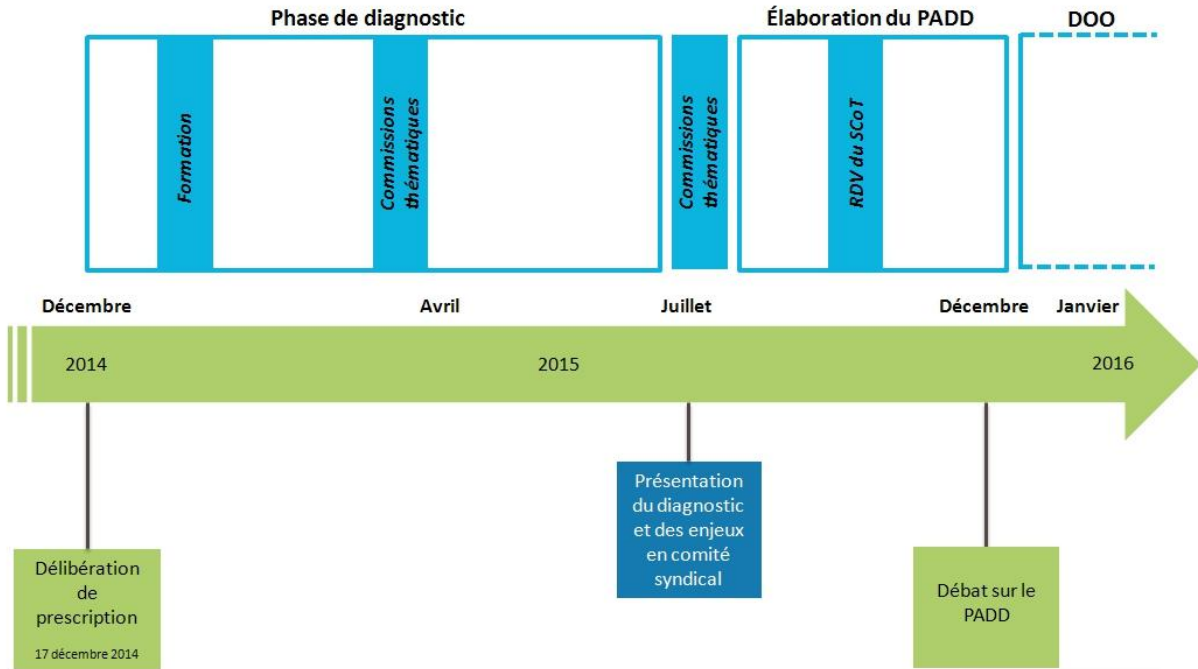 Phase de diagnostic
Élaboration du PADD
DOO
Formation
Commissions
thématiques
Commissions
thématiques
RDV du SCoT
Décembre
Avril
Juillet
Décembre
Janvier
2014
2015
2016
Délibération
de
prescription
17 décembre 2014
Présentation
du diagnostic
et des enjeux
en comité
syndical
Débat sur le
PADD